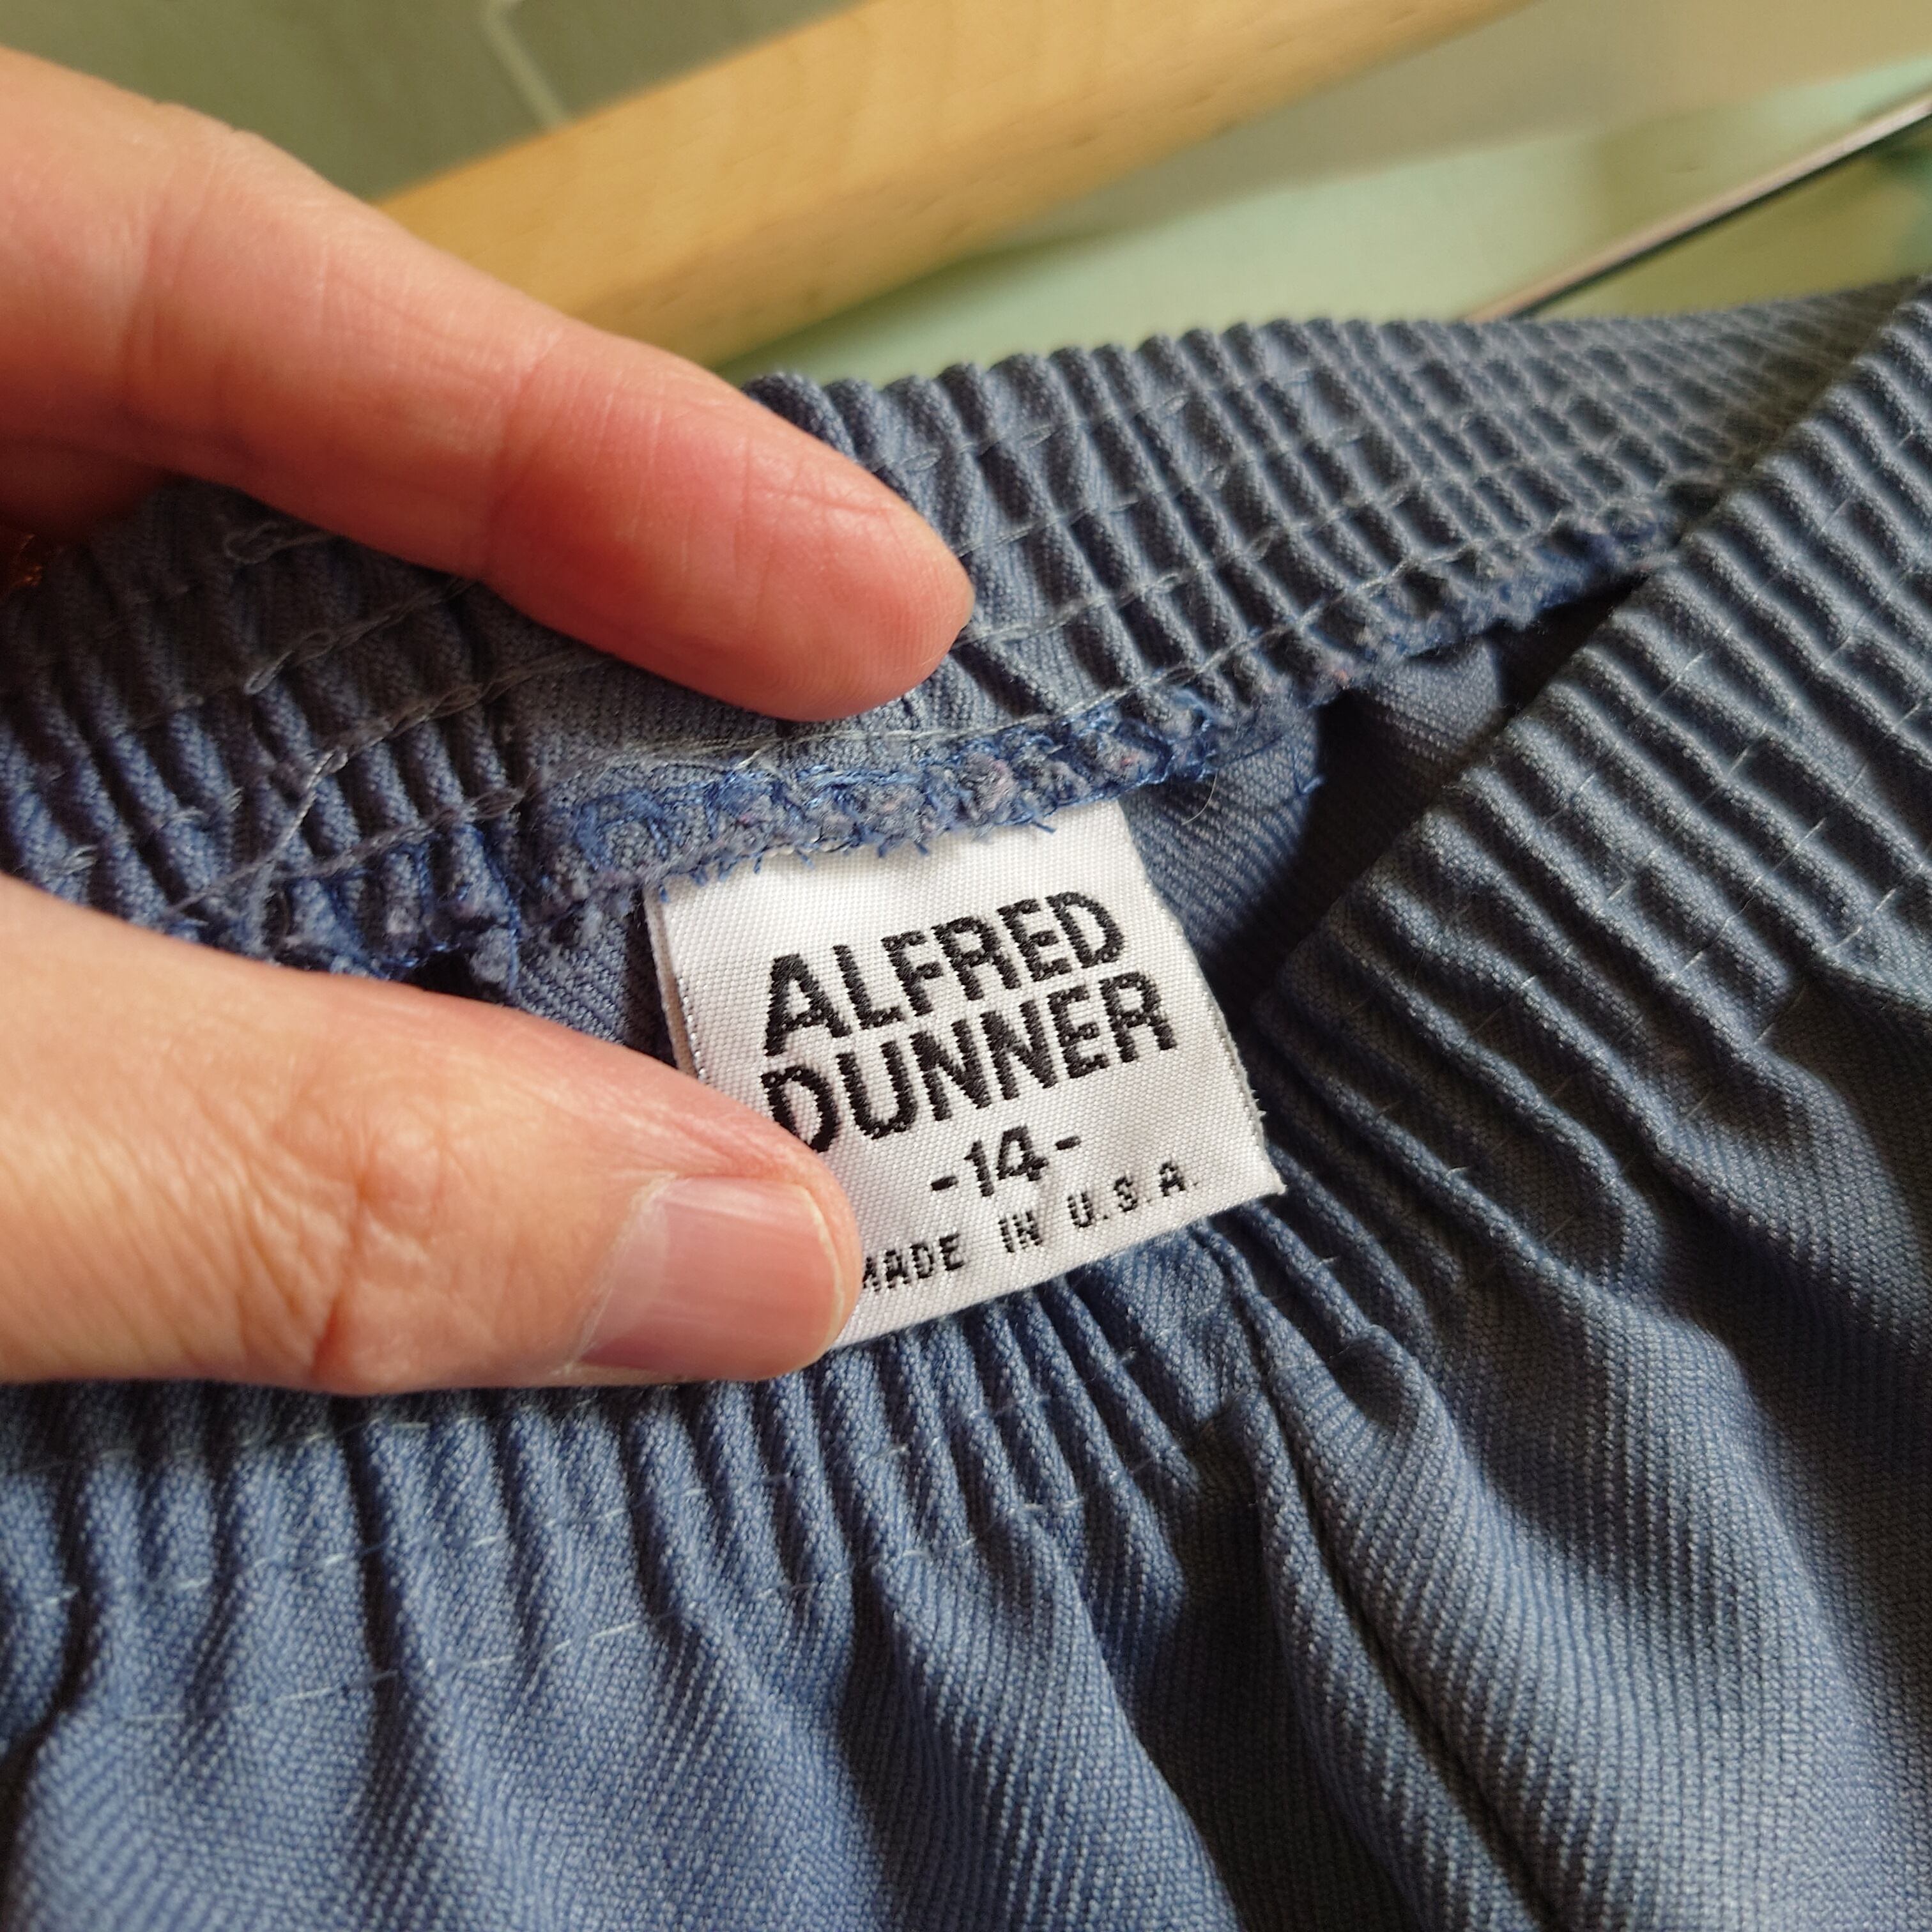 ALFRED
DUNNER
-14-
MADE IN U.S.A.